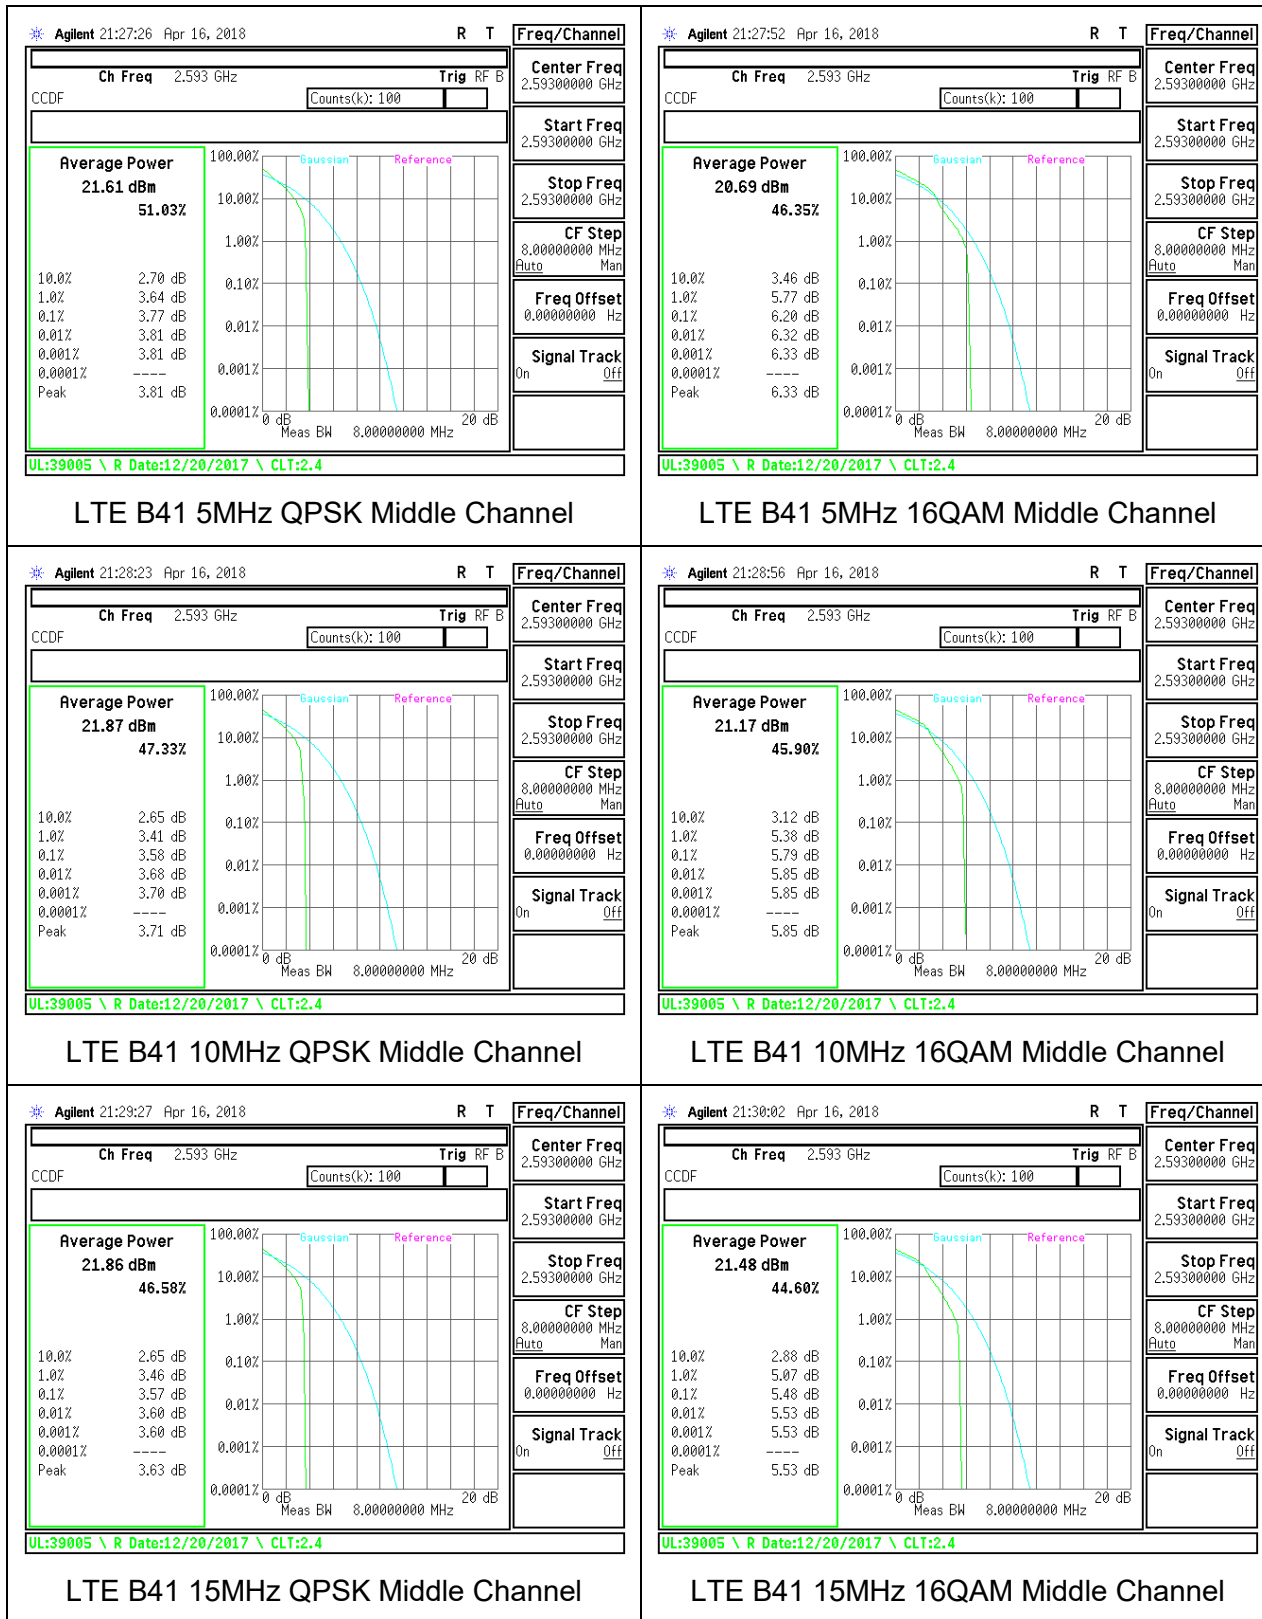 Agilent 21:27:26 Apr 16, 2018 R T Freq/Channel
Ch Freq 2.593 GHz Trig RF B
CCDF Counts(k): 100
Center Freq
2.59300000 GHz
Start Freq
2.59300000 GHz
Stop Freq
2.59300000 GHz
CF Step
8.00000000 MHz
Auto Man
Freq Offset
0.00000000 Hz
Signal Track
On Off
Average Power
21.61 dBm
51.03%
10.0% 2.70 dB
1.0% 3.64 dB
0.1% 3.77 dB
0.01% 3.81 dB
0.001% 3.81 dB
0.0001% ----
Peak 3.81 dB
Gaussian Reference
100.00%
10.00%
1.00%
0.10%
0.01%
0.001%
0.0001%
0 dB 20 dB
Meas BW 8.00000000 MHz
UL:39005 \ R Date:12/20/2017 \ CLT:2.4
LTE B41 5MHz QPSK Middle Channel
Agilent 21:27:52 Apr 16, 2018 R T Freq/Channel
Ch Freq 2.593 GHz Trig RF B
CCDF Counts(k): 100
Center Freq
2.59300000 GHz
Start Freq
2.59300000 GHz
Stop Freq
2.59300000 GHz
CF Step
8.00000000 MHz
Auto Man
Freq Offset
0.00000000 Hz
Signal Track
On Off
Average Power
20.69 dBm
46.35%
10.0% 3.46 dB
1.0% 5.77 dB
0.1% 6.20 dB
0.01% 6.32 dB
0.001% 6.33 dB
0.0001% ----
Peak 6.33 dB
Gaussian Reference
100.00%
10.00%
1.00%
0.10%
0.01%
0.001%
0.0001%
0 dB 20 dB
Meas BW 8.00000000 MHz
UL:39005 \ R Date:12/20/2017 \ CLT:2.4
LTE B41 5MHz 16QAM Middle Channel
Agilent 21:28:23 Apr 16, 2018 R T Freq/Channel
Ch Freq 2.593 GHz Trig RF B
CCDF Counts(k): 100
Center Freq
2.59300000 GHz
Start Freq
2.59300000 GHz
Stop Freq
2.59300000 GHz
CF Step
8.00000000 MHz
Auto Man
Freq Offset
0.00000000 Hz
Signal Track
On Off
Average Power
21.87 dBm
47.33%
10.0% 2.65 dB
1.0% 3.41 dB
0.1% 3.58 dB
0.01% 3.68 dB
0.001% 3.70 dB
0.0001% ----
Peak 3.71 dB
Gaussian Reference
100.00%
10.00%
1.00%
0.10%
0.01%
0.001%
0.0001%
0 dB 20 dB
Meas BW 8.00000000 MHz
UL:39005 \ R Date:12/20/2017 \ CLT:2.4
LTE B41 10MHz QPSK Middle Channel
Agilent 21:28:56 Apr 16, 2018 R T Freq/Channel
Ch Freq 2.593 GHz Trig RF B
CCDF Counts(k): 100
Center Freq
2.59300000 GHz
Start Freq
2.59300000 GHz
Stop Freq
2.59300000 GHz
CF Step
8.00000000 MHz
Auto Man
Freq Offset
0.00000000 Hz
Signal Track
On Off
Average Power
21.17 dBm
45.90%
10.0% 3.12 dB
1.0% 5.38 dB
0.1% 5.79 dB
0.01% 5.85 dB
0.001% 5.85 dB
0.0001% ----
Peak 5.85 dB
Gaussian Reference
100.00%
10.00%
1.00%
0.10%
0.01%
0.001%
0.0001%
0 dB 20 dB
Meas BW 8.00000000 MHz
UL:39005 \ R Date:12/20/2017 \ CLT:2.4
LTE B41 10MHz 16QAM Middle Channel
Agilent 21:29:27 Apr 16, 2018 R T Freq/Channel
Ch Freq 2.593 GHz Trig RF B
CCDF Counts(k): 100
Center Freq
2.59300000 GHz
Start Freq
2.59300000 GHz
Stop Freq
2.59300000 GHz
CF Step
8.00000000 MHz
Auto Man
Freq Offset
0.00000000 Hz
Signal Track
On Off
Average Power
21.86 dBm
46.58%
10.0% 2.65 dB
1.0% 3.46 dB
0.1% 3.57 dB
0.01% 3.60 dB
0.001% 3.60 dB
0.0001% ----
Peak 3.63 dB
Gaussian Reference
100.00%
10.00%
1.00%
0.10%
0.01%
0.001%
0.0001%
0 dB 20 dB
Meas BW 8.00000000 MHz
UL:39005 \ R Date:12/20/2017 \ CLT:2.4
LTE B41 15MHz QPSK Middle Channel
Agilent 21:30:02 Apr 16, 2018 R T Freq/Channel
Ch Freq 2.593 GHz Trig RF B
CCDF Counts(k): 100
Center Freq
2.59300000 GHz
Start Freq
2.59300000 GHz
Stop Freq
2.59300000 GHz
CF Step
8.00000000 MHz
Auto Man
Freq Offset
0.00000000 Hz
Signal Track
On Off
Average Power
21.48 dBm
44.60%
10.0% 2.88 dB
1.0% 5.07 dB
0.1% 5.48 dB
0.01% 5.53 dB
0.001% 5.53 dB
0.0001% ----
Peak 5.53 dB
Gaussian Reference
100.00%
10.00%
1.00%
0.10%
0.01%
0.001%
0.0001%
0 dB 20 dB
Meas BW 8.00000000 MHz
UL:39005 \ R Date:12/20/2017 \ CLT:2.4
LTE B41 15MHz 16QAM Middle Channel